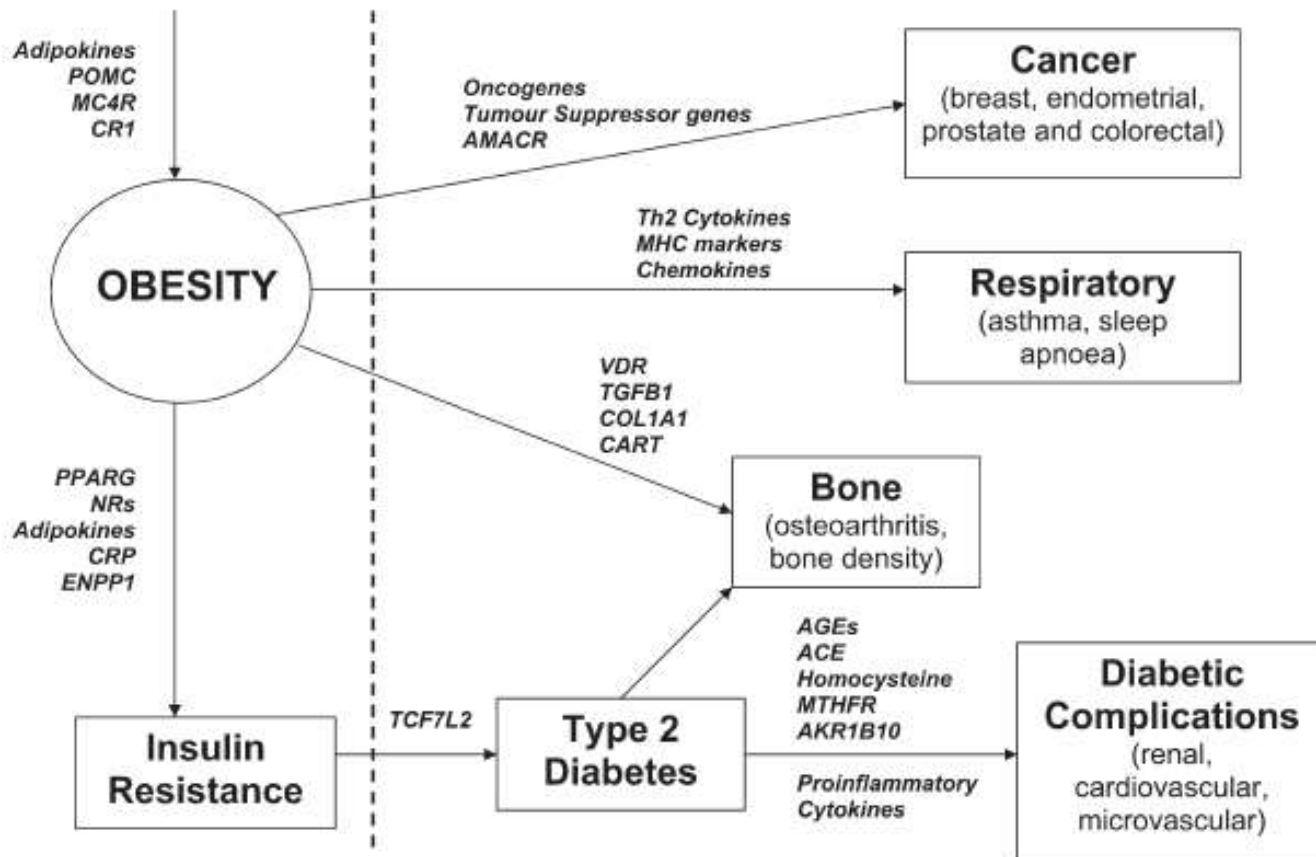 Adipokines
POMC
MC4R
CR1
Oncogenes
Tumour Suppressor genes
AMACR
Cancer
(breast, endometrial,
prostate and colorectal)
OBESITY
Th2 Cytokines
MHC markers
Chemokines
Respiratory
(asthma, sleep
apnoea)
VDR
TGFB1
COL1A1
CART
Bone
(osteoarthritis,
bone density)
PPARG
NRs
Adipokines
CRP
ENPP1
Insulin
Resistance
TCF7L2
Type 2
Diabetes
AGEs
ACE
Homocysteine
MTHFR
AKR1B10
Proinflammatory
Cytokines
Diabetic
Complications
(renal,
cardiovascular,
microvascular)